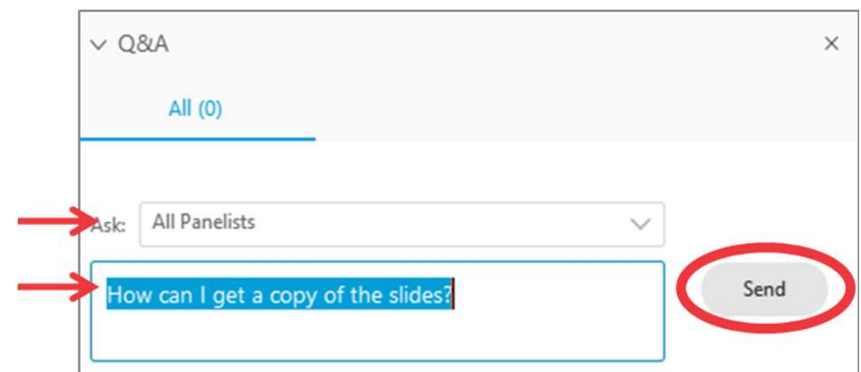 Q&A
All (0)
Ask: All Panelists
How can I get a copy of the slides?
Send